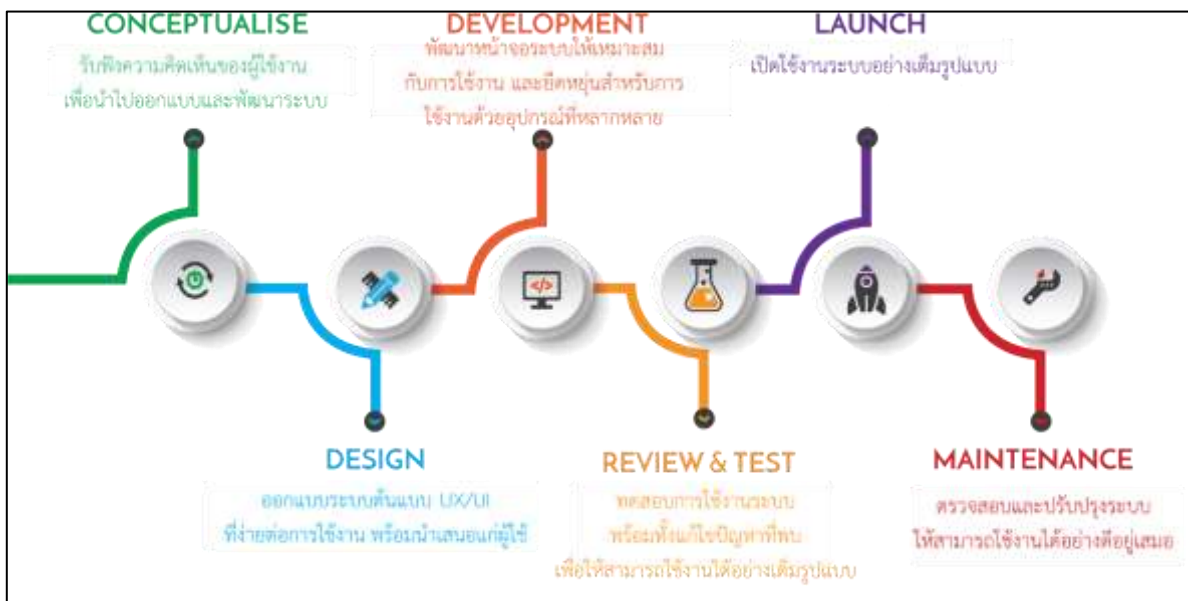 CONCEPTUALISE
รับฟังความคิดเห็นของผู้ใช้งาน
เพื่อนำไปออกแบบและพัฒนาระบบ
DEVELOPMENT
พัฒนาหน้าจอระบบให้เหมาะสม
กับการใช้งาน และยืดหยุ่นสำหรับการ
ใช้งานด้วยอุปกรณ์ที่หลากหลาย
LAUNCH
เปิดใช้งานระบบอย่างเต็มรูปแบบ
</>
DESIGN
ออกแบบระบบต้นแบบ UX/UI
ที่ง่ายต่อการใช้งาน พร้อมนำเสนอแก่ผู้ใช้
REVIEW & TEST
ทดสอบการใช้งานระบบ
พร้อมทั้งแก้ไขปัญหาที่พบ
เพื่อให้สามารถใช้งานได้อย่างเต็มรูปแบบ
MAINTENANCE
ตรวจสอบและปรับปรุงระบบ
ให้สามารถใช้งานได้อย่างดีอยู่เสมอ